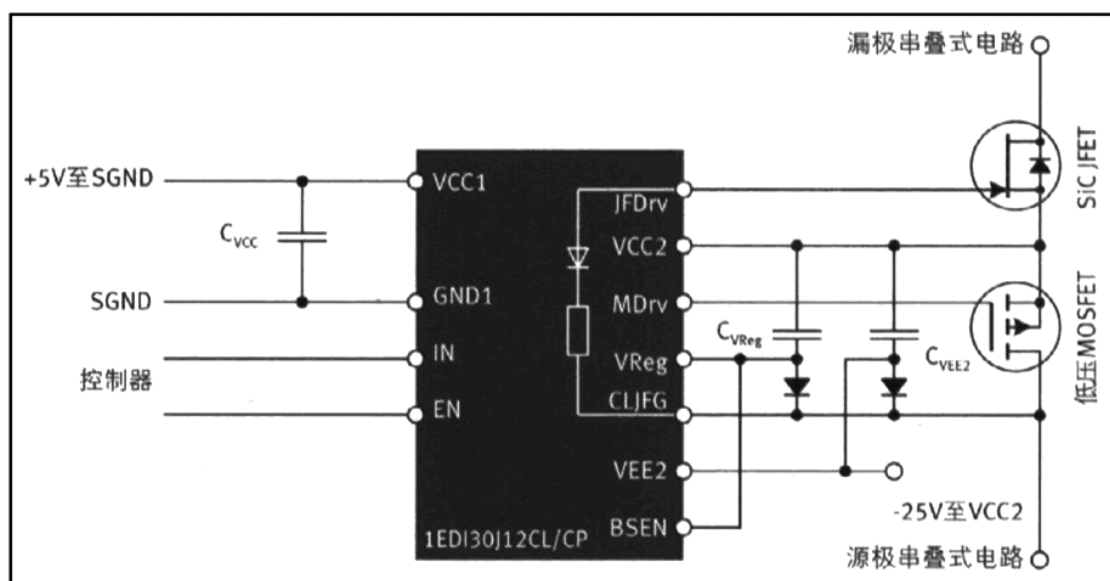 漏极串叠式电路
SiC JFET
+5V至SGND
VCC1
JFDrv
C_VCC
VCC2
SGND
GND1
MDrv
C_VReg
低压MOSFET
IN
VReg
C_VEE2
控制器
EN
CLJFG
VEE2
-25V至VCC2
1EDI30J12CL/CP
BSEN
源极串叠式电路